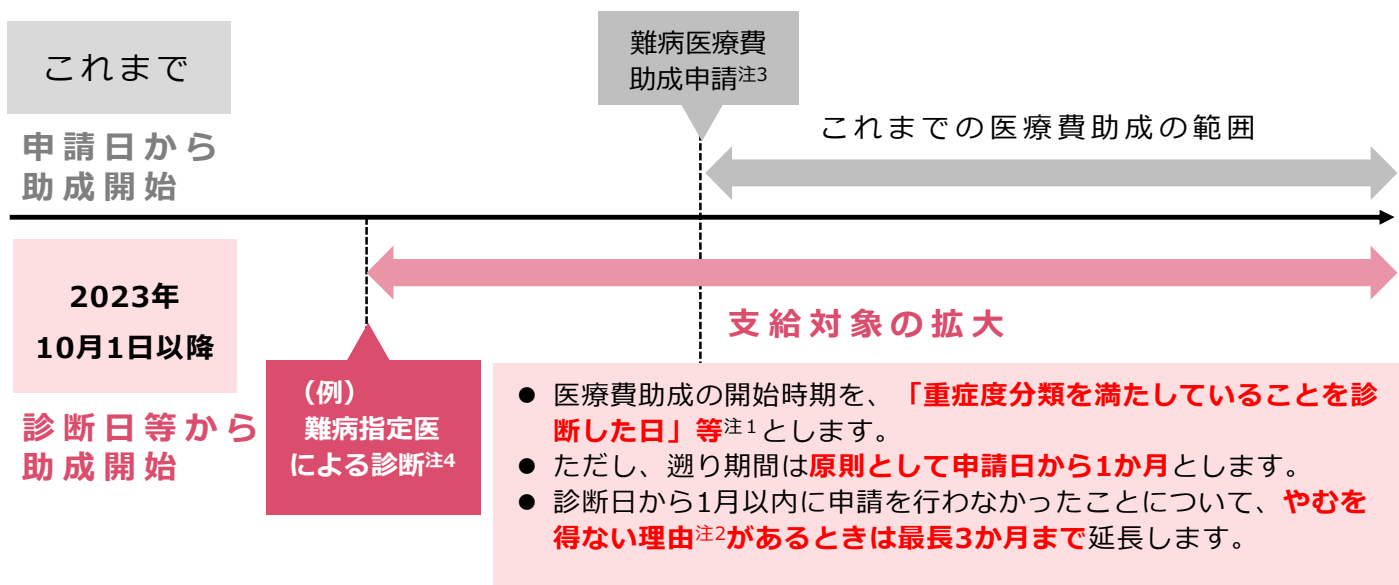 これまで
申請日から
助成開始
難病医療費
助成申請注3
これまでの医療費助成の範囲
2023年
10月1日以降
診断日等から
助成開始
支給対象の拡大
（例）
難病指定医
による診断注4
● 医療費助成の開始時期を、「重症度分類を満たしていることを診
断した日」等注1とします。
● ただし、遡り期間は原則として申請日から1か月とします。
● 診断日から1月以内に申請を行わなかったことについて、やむを
得ない理由注2があるときは最長3か月まで延長します。